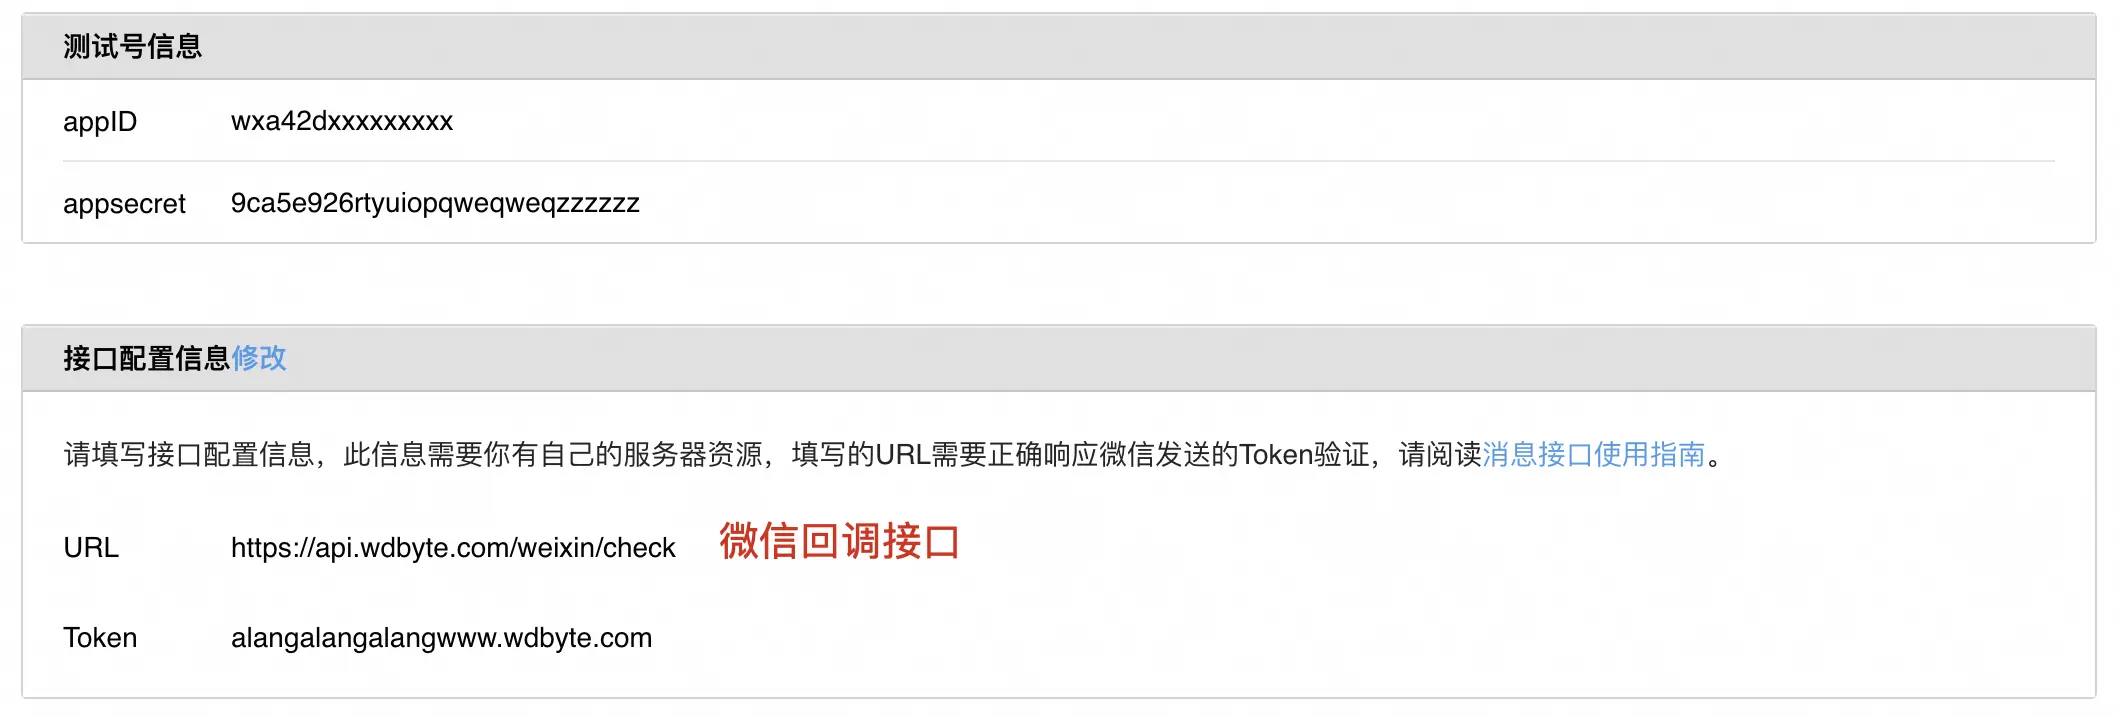 测试号信息
appID wxa42dxxxxxxxxx
appsecret 9ca5e926rtyuiopqweqweqzzzzzz
接口配置信息修改
请填写接口配置信息，此信息需要你有自己的服务器资源，填写的URL需要正确响应微信发送的Token验证，请阅读消息接口使用指南。
URL https://api.wdbyte.com/weixin/check 微信回调接口
Token alangalangalangwww.wdbyte.com